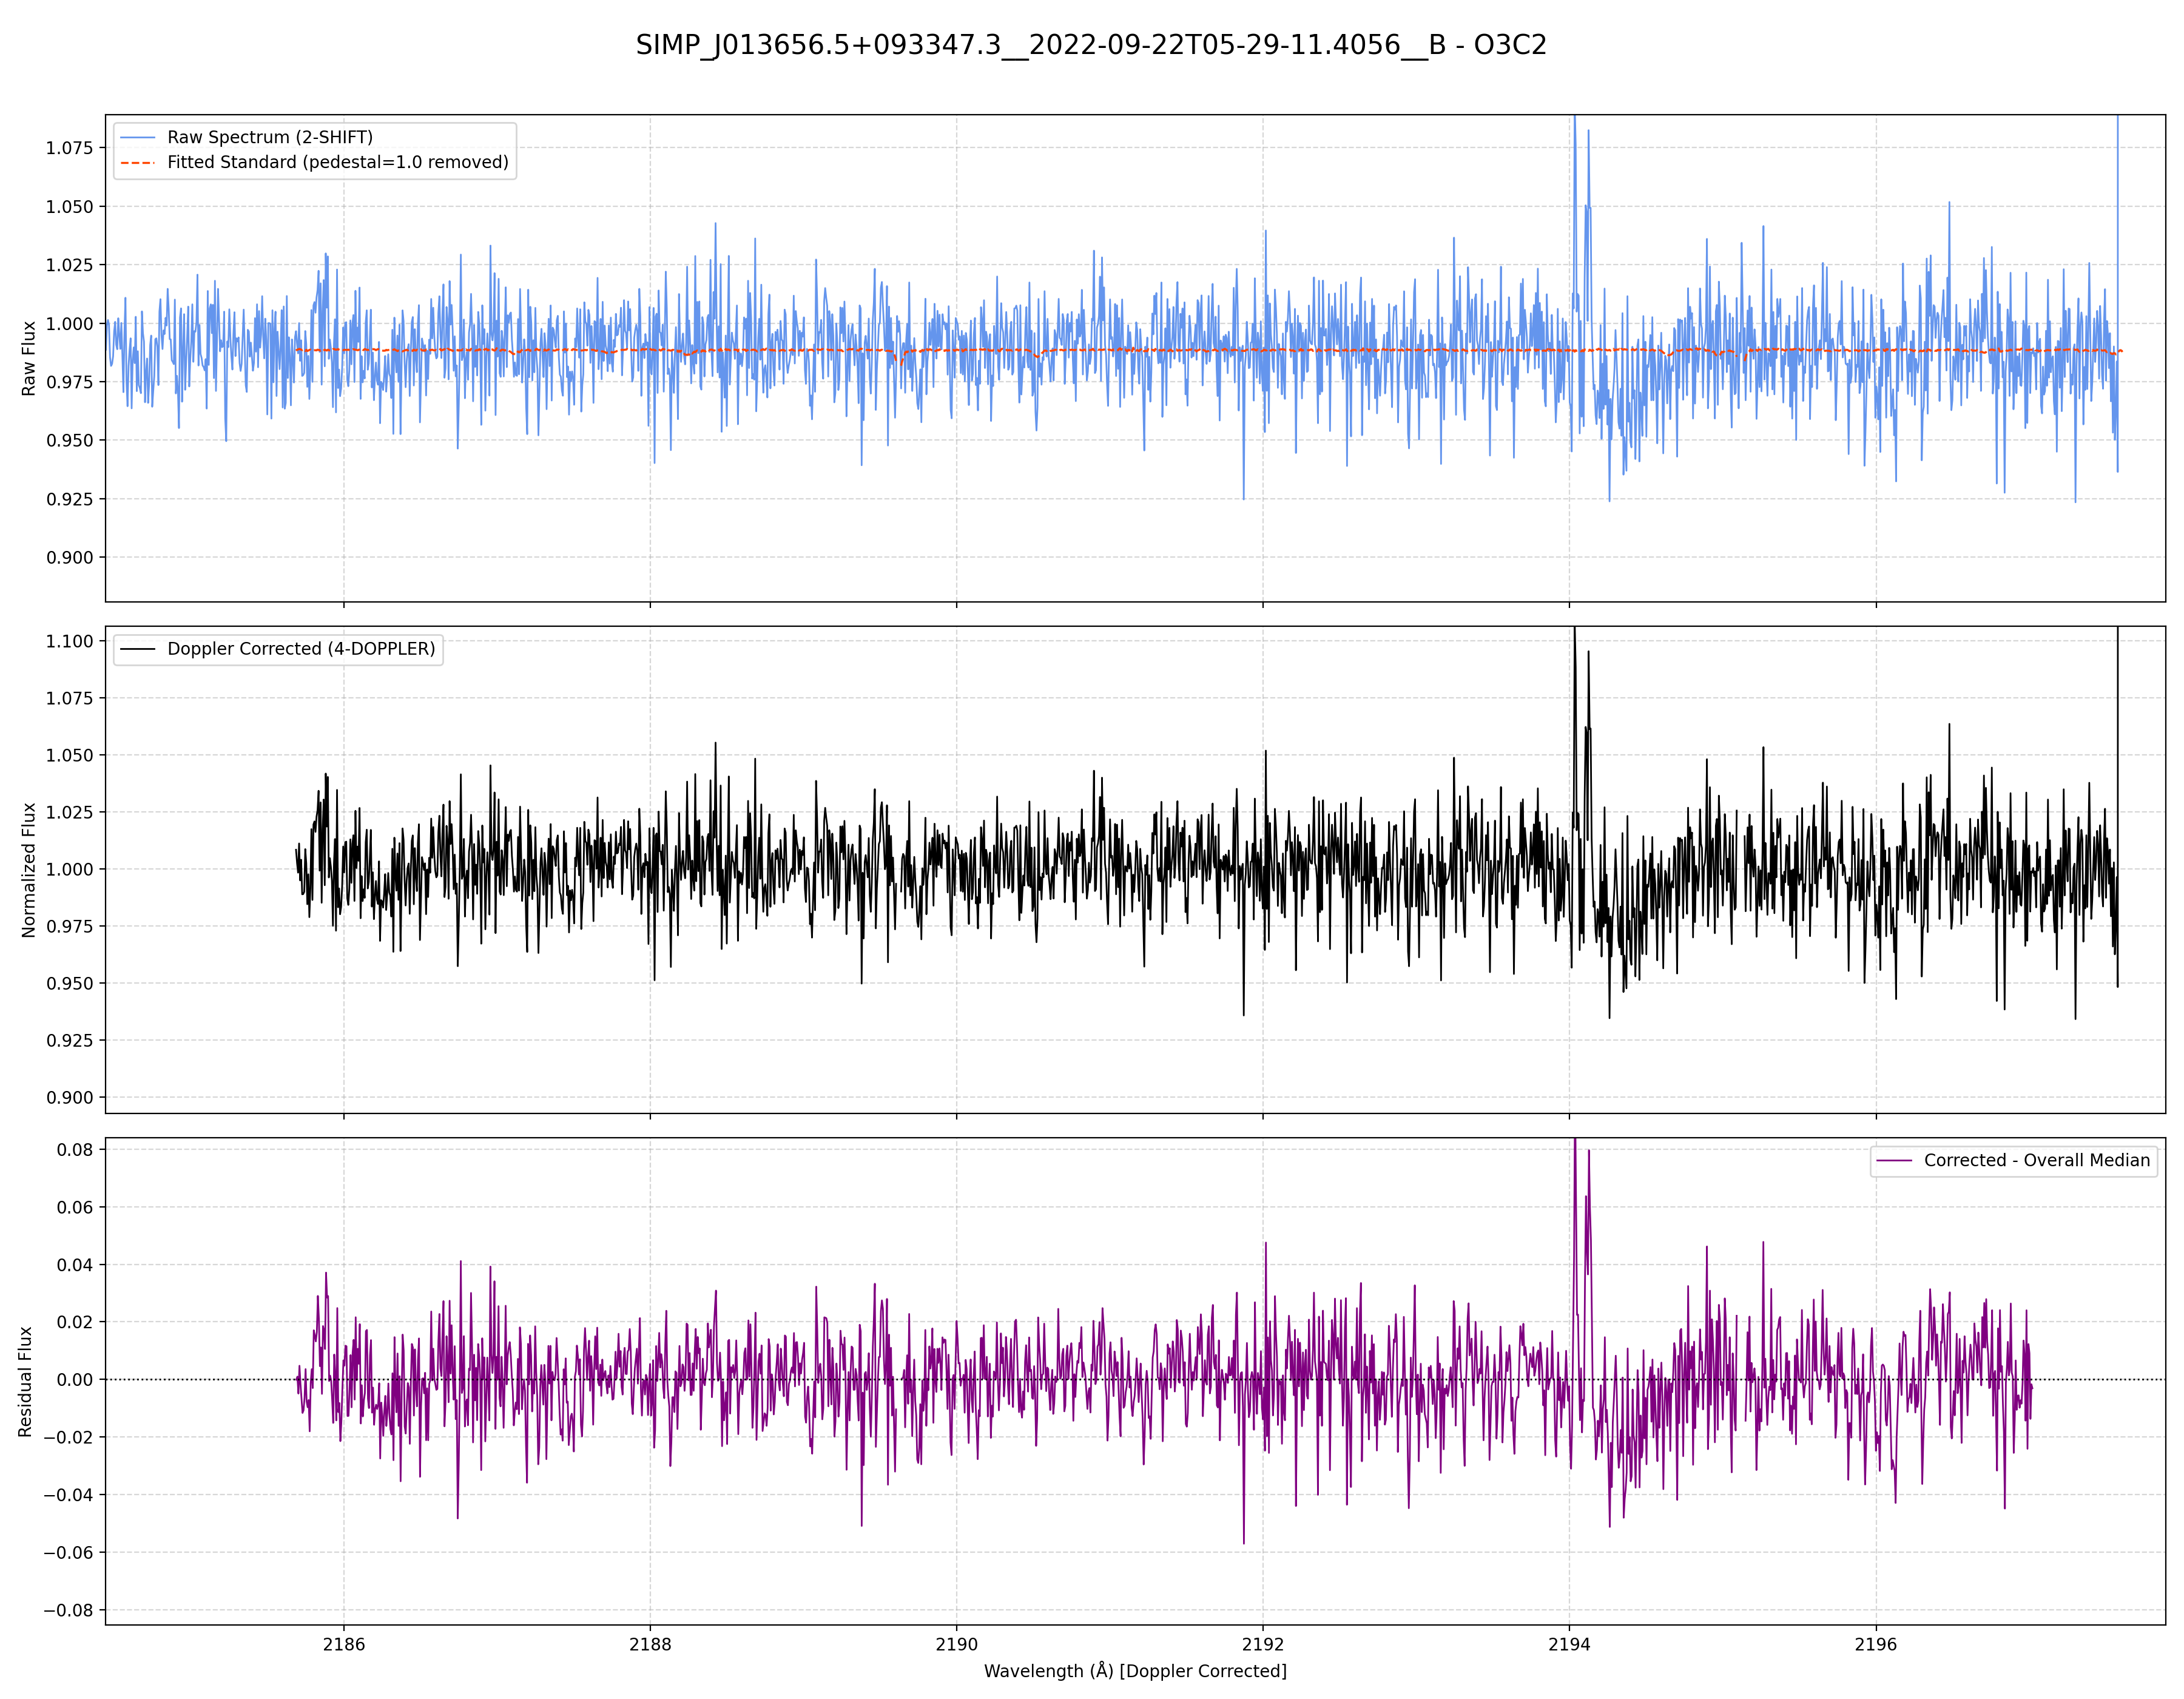 SIMP_J013656.5+093347.3__2022-09-22T05-29-11.4056__B - O3C2
Raw Spectrum (2-SHIFT)
Fitted Standard (pedestal=1.0 removed)
Raw Flux
1.075
1.050
1.025
1.000
0.975
0.950
0.925
0.900
Doppler Corrected (4-DOPPLER)
Normalized Flux
1.100
1.075
1.050
1.025
1.000
0.975
0.950
0.925
0.900
Corrected - Overall Median
Residual Flux
0.08
0.06
0.04
0.02
0.00
−0.02
−0.04
−0.06
−0.08
2186 2188 2190 2192 2194 2196
Wavelength (Å) [Doppler Corrected]